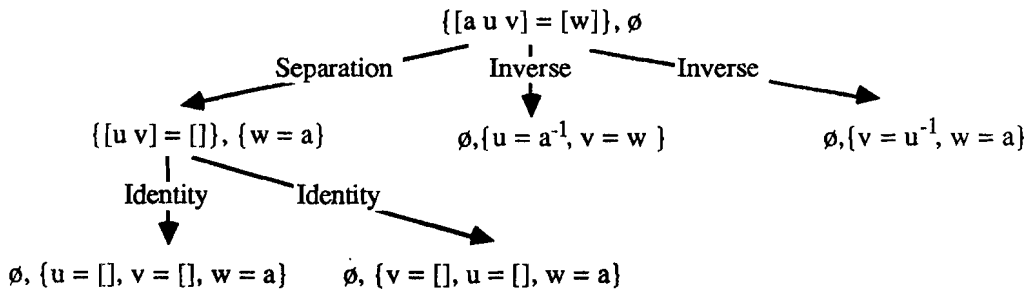 {[a u v] = [w]}, ø
Separation Inverse Inverse
{[u v] = []}, {w = a} ø,{u = a⁻¹, v = w } ø,{v = u⁻¹, w = a}
Identity Identity
ø, {u = [], v = [], w = a} ø, {v = [], u = [], w = a}